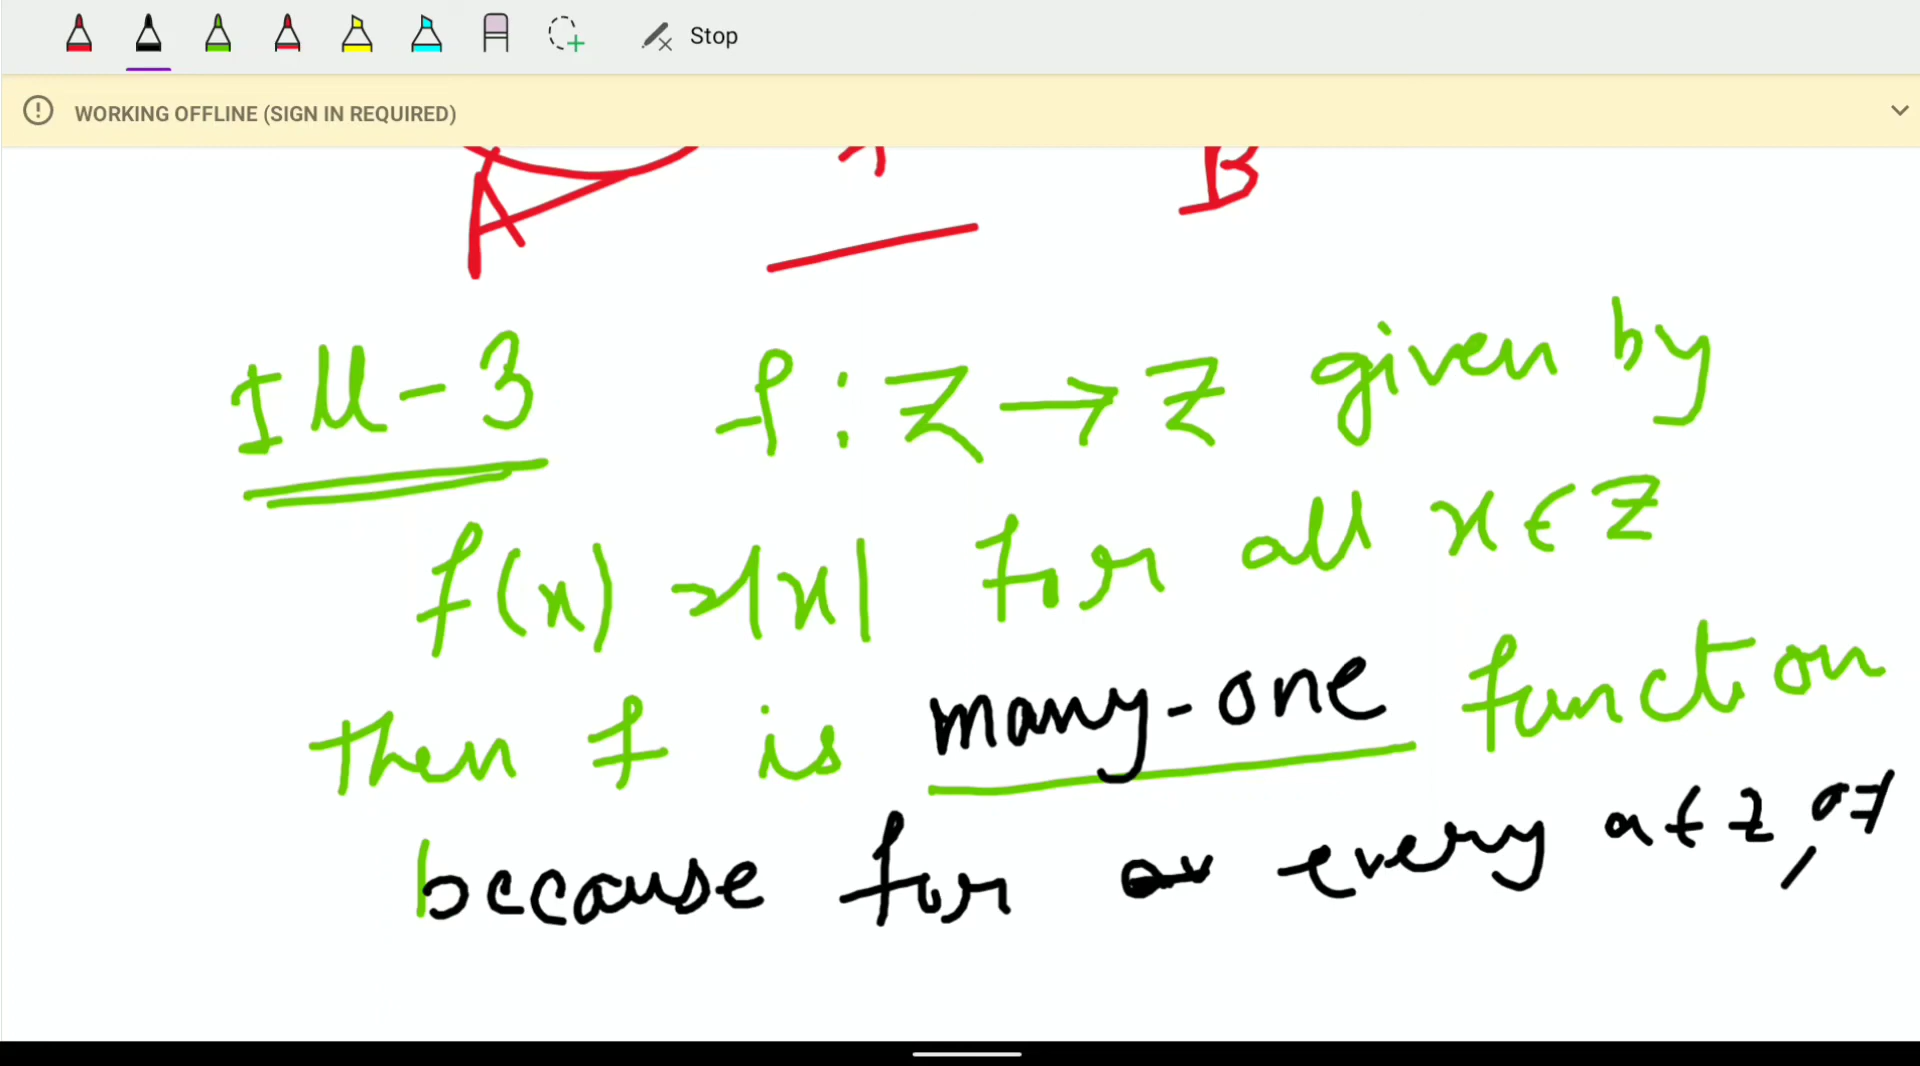 Stop
WORKING OFFLINE (SIGN IN REQUIRED)
A B
Ill-3 f : Z → Z given by
f(x) = |x| for all x ∈ Z
then f is many-one function
because for every a ∈ Z, a ≠